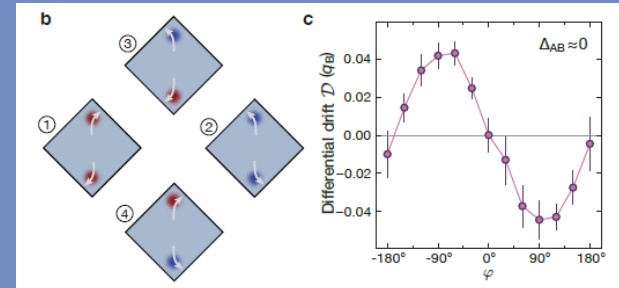 b
③
①
②
④
c
Δ_AB≈0
Differential drift 𝒟 (q_B)
0.04
0.02
0.00
−0.02
−0.04
-180°
-90°
0°
90°
180°
φ